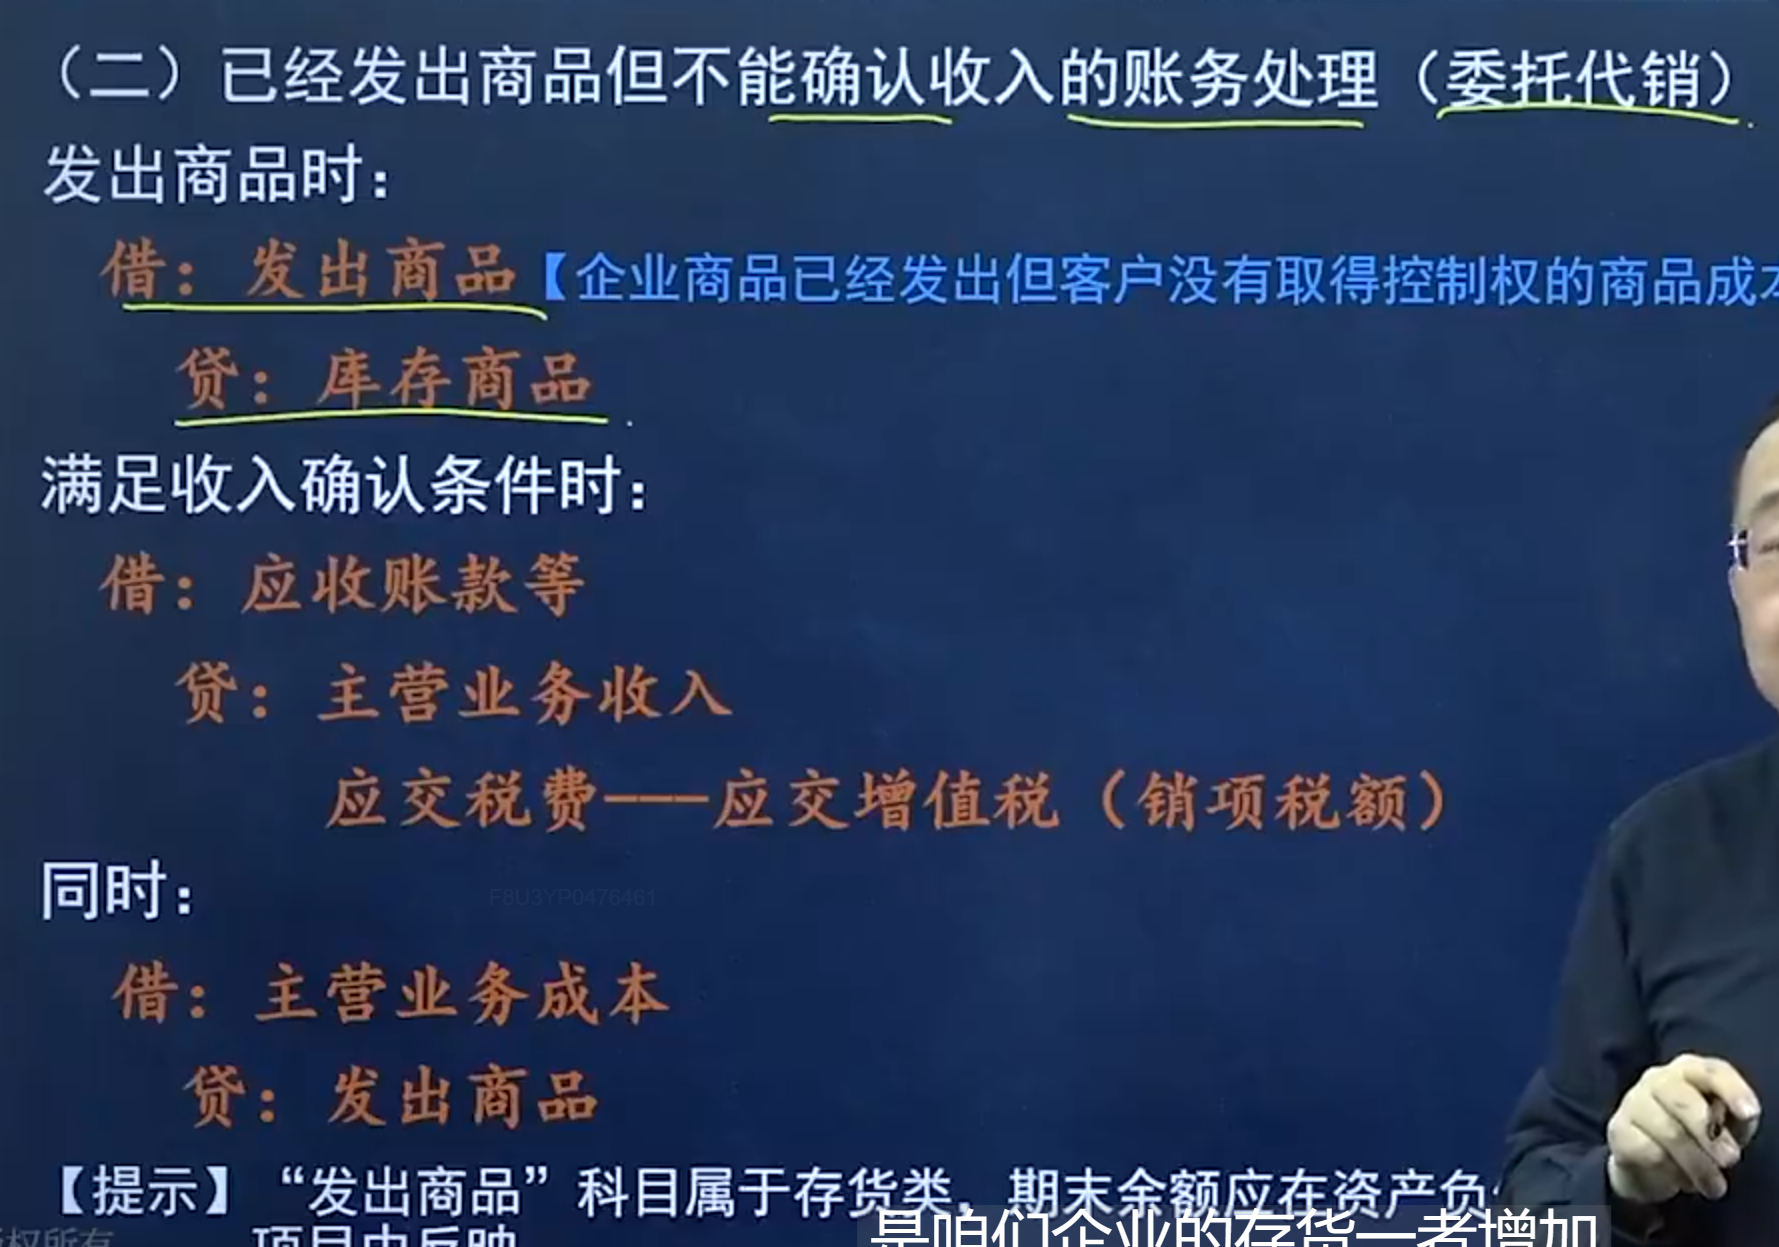 （二）已经发出商品但不能确认收入的账务处理（委托代销）
发出商品时：
借：发出商品【企业商品已经发出但客户没有取得控制权的商品成本
贷：库存商品
满足收入确认条件时：
借：应收账款等
贷：主营业务收入
应交税费——应交增值税（销项税额）
同时：
F8U3YP0476461
借：主营业务成本
贷：发出商品
【提示】“发出商品”科目属于存货类，期末余额应在资产负
项目中反映
版权所有
是咱们企业的存货一者增加